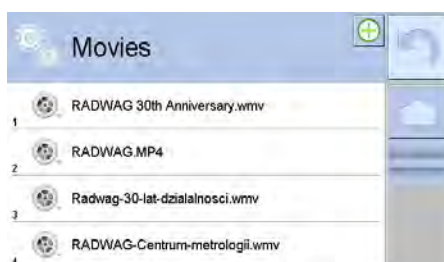 Movies
RADWAG 30th Anniversary.wmv
1
RADWAG.MP4
2
Radwag-30-lat-dzialalnosci.wmv
3
RADWAG-Centrum-metrologii.wmv
4